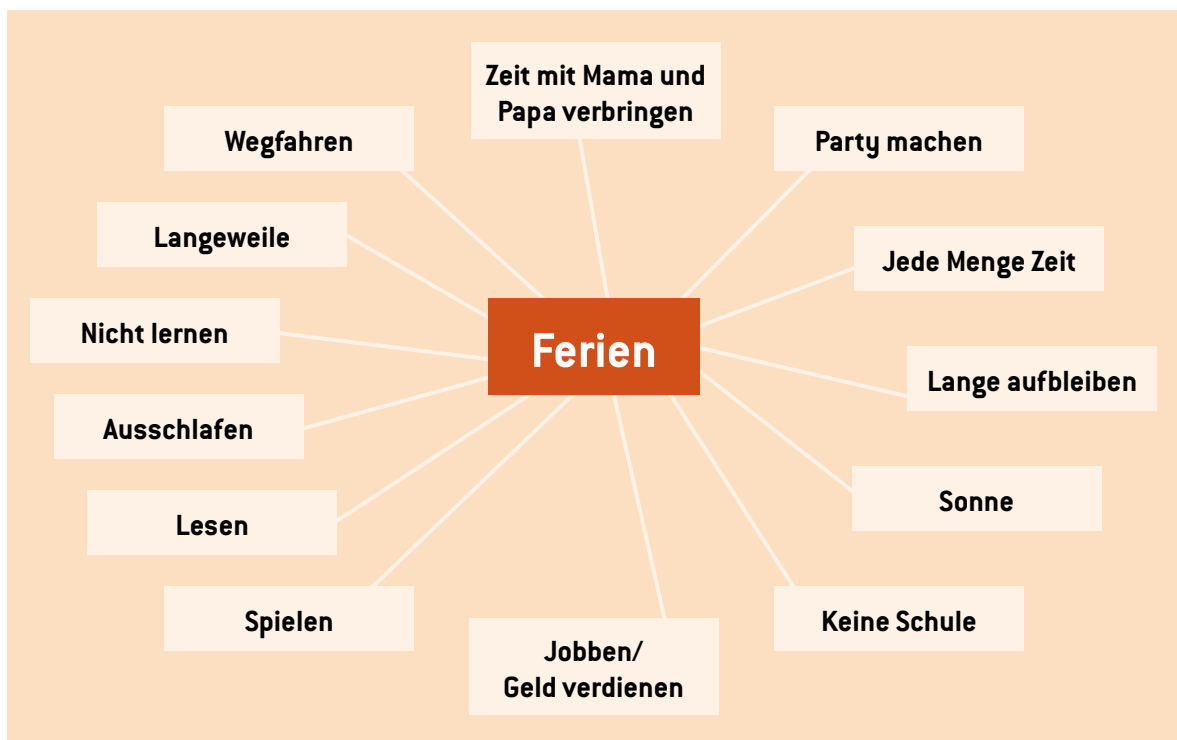 Zeit mit Mama und
Papa verbringen
Wegfahren
Party machen
Langeweile
Jede Menge Zeit
Nicht lernen
Ferien
Lange aufbleiben
Ausschlafen
Sonne
Lesen
Spielen
Keine Schule
Jobben/
Geld verdienen